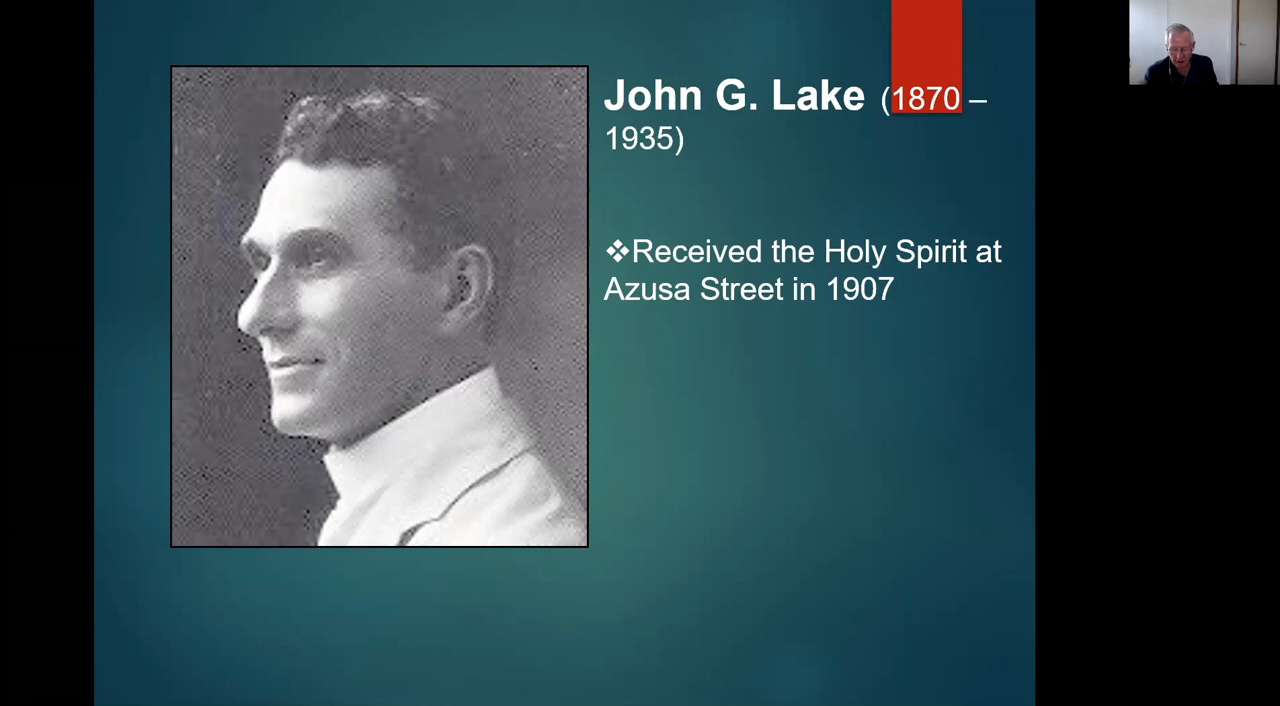 John G. Lake (1870 –
1935)
❖Received the Holy Spirit at
Azusa Street in 1907